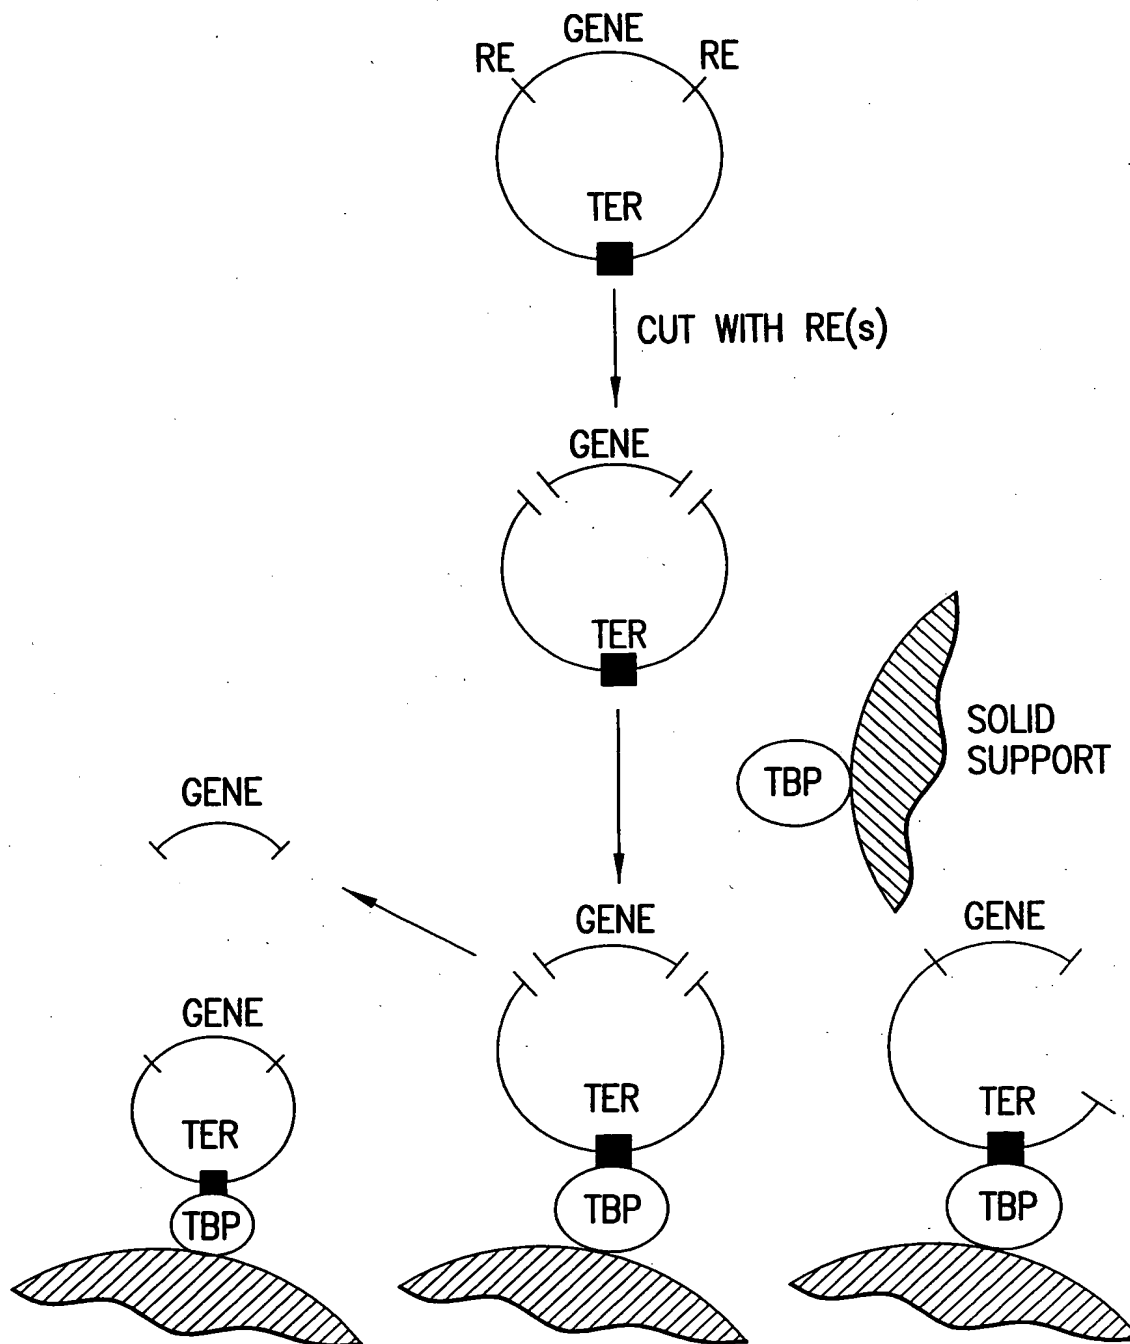 GENE
RE
RE
TER
CUT WITH RE(s)
GENE
TER
SOLID
SUPPORT
TBP
GENE
GENE
GENE
GENE
TER
TER
TER
TBP
TBP
TBP